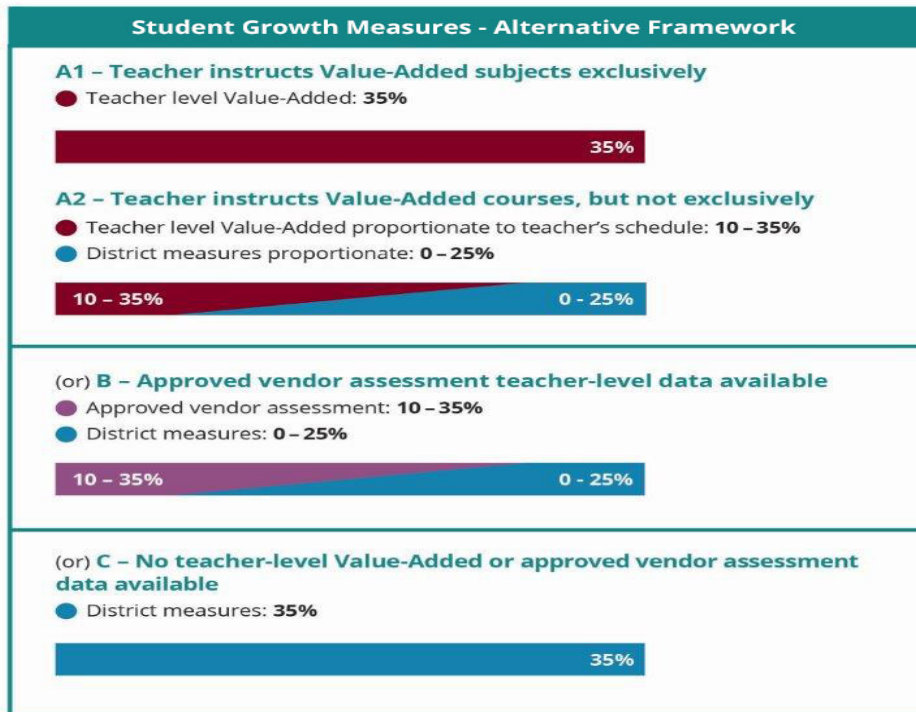 Student Growth Measures - Alternative Framework
A1 – Teacher instructs Value-Added subjects exclusively
Teacher level Value-Added: 35%
35%
A2 – Teacher instructs Value-Added courses, but not exclusively
Teacher level Value-Added proportionate to teacher’s schedule: 10 – 35%
District measures proportionate: 0 – 25%
10 – 35% 0 - 25%
(or) B – Approved vendor assessment teacher-level data available
Approved vendor assessment: 10 – 35%
District measures: 0 – 25%
10 – 35% 0 - 25%
(or) C – No teacher-level Value-Added or approved vendor assessment
data available
District measures: 35%
35%